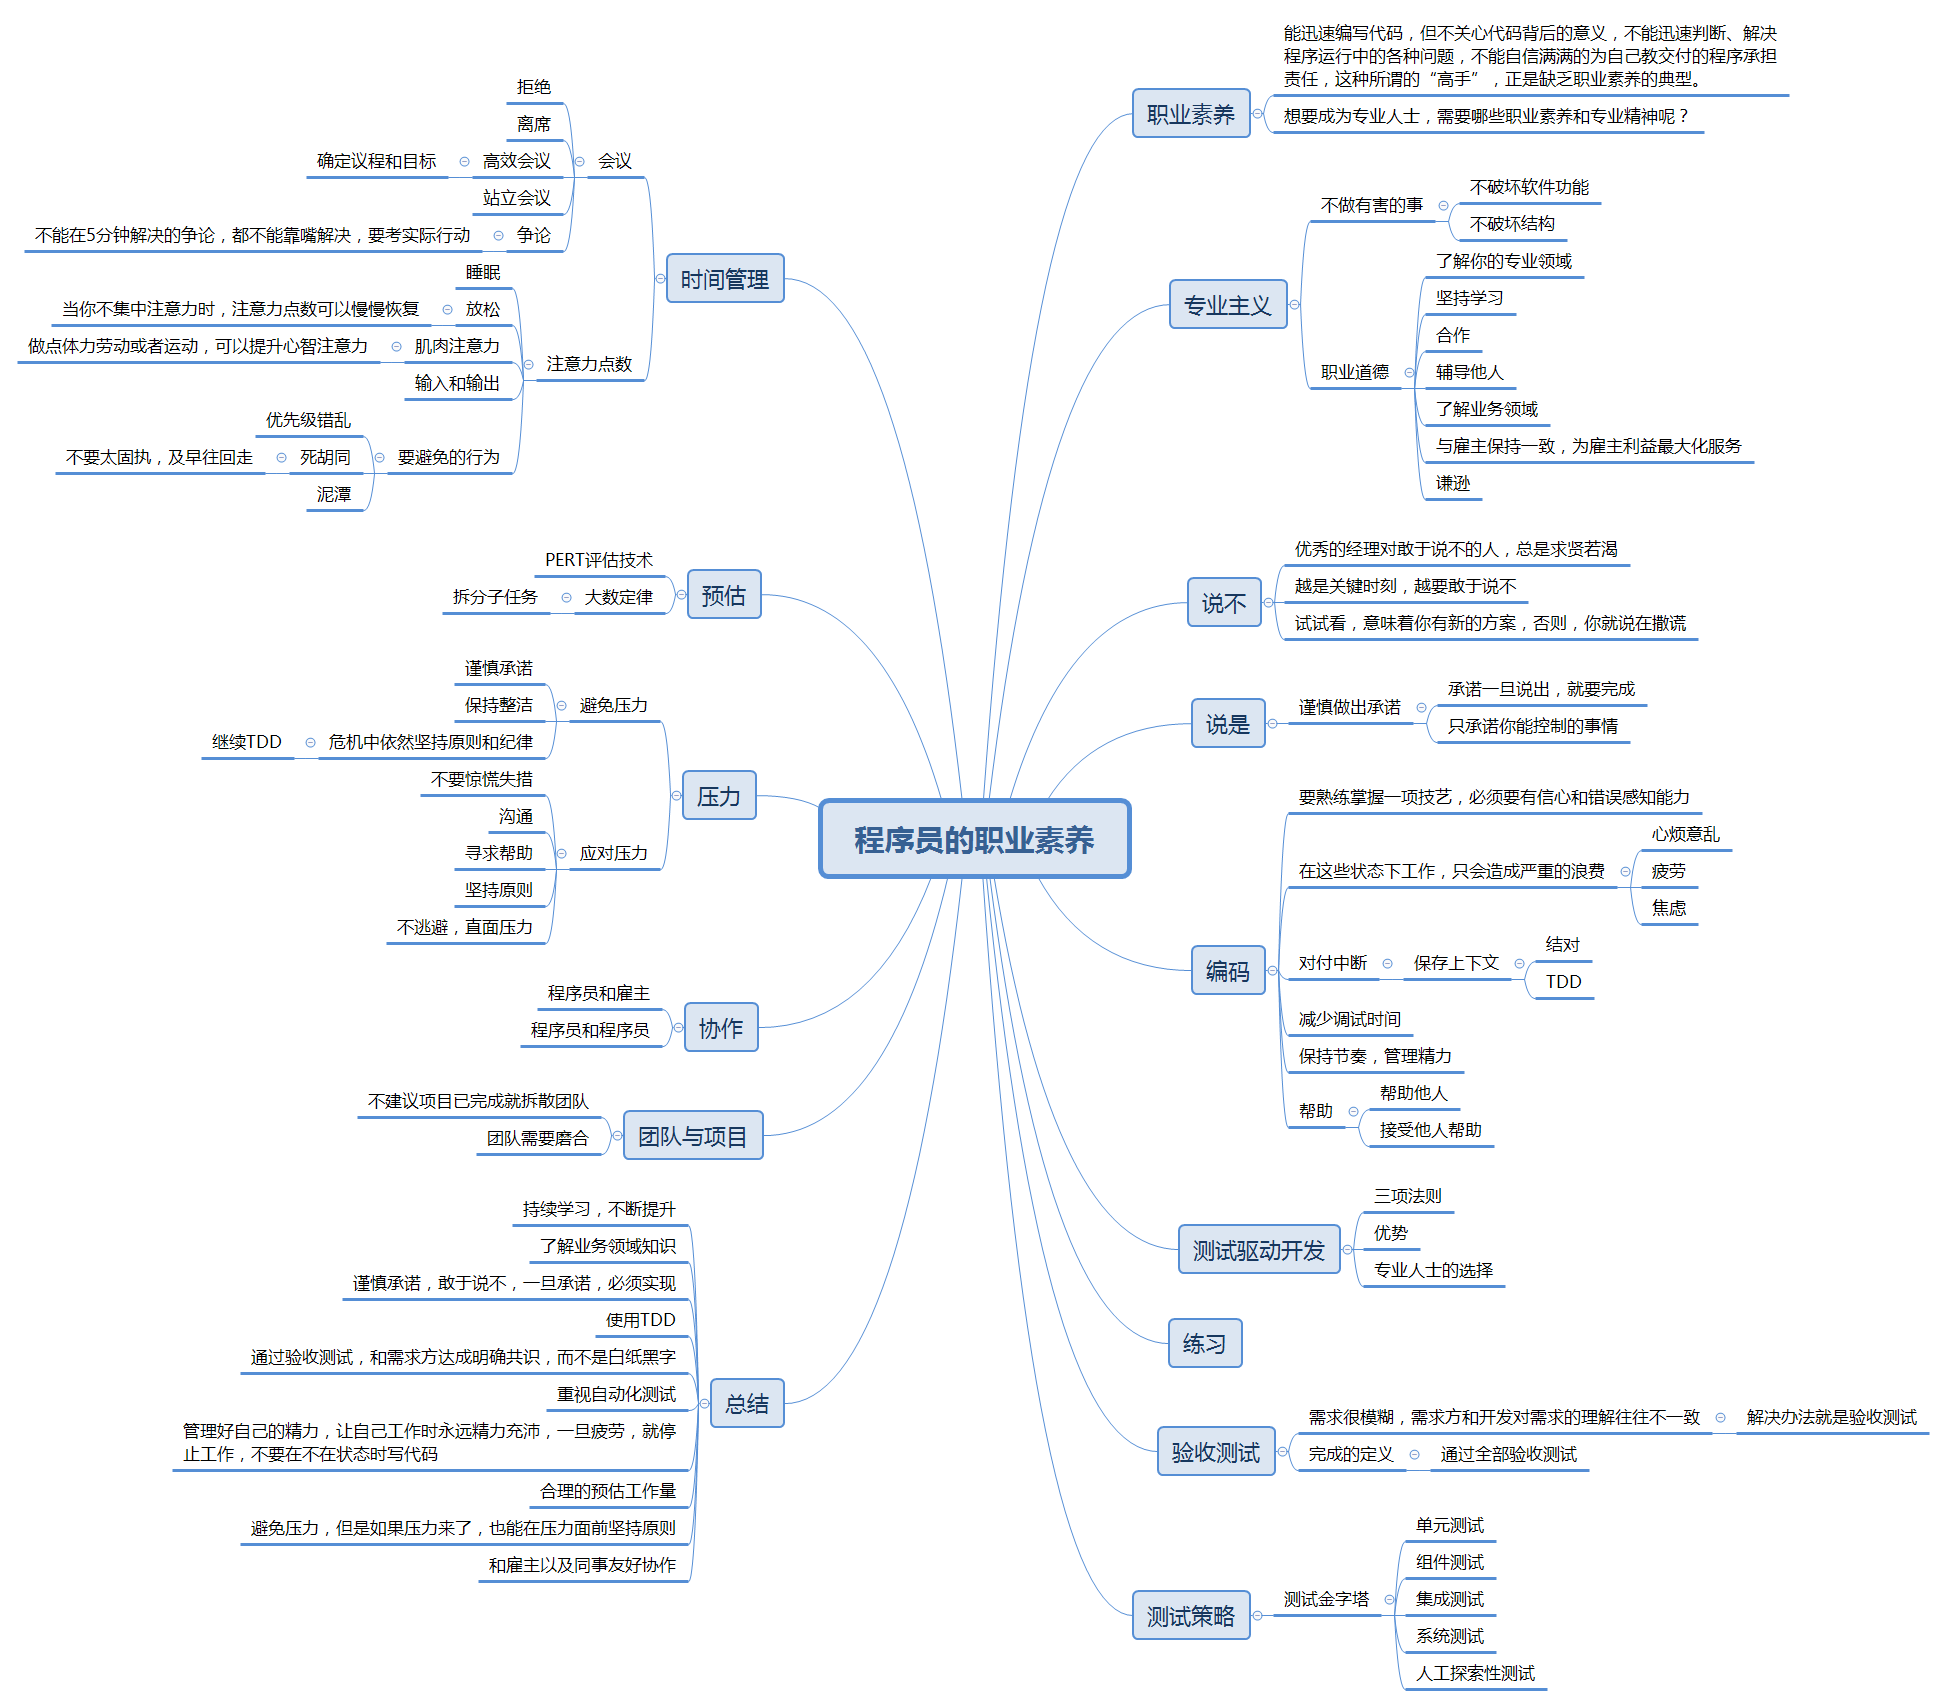 程序员的职业素养
职业素养
能迅速编写代码，但不关心代码背后的意义，不能迅速判断、解决
程序运行中的各种问题，不能自信满满的为自己教交付的程序承担
责任，这种所谓的“高手”，正是缺乏职业素养的典型。
想要成为专业人士，需要哪些职业素养和专业精神呢？
专业主义
不做有害的事
不破坏软件功能
不破坏结构
职业道德
了解你的专业领域
坚持学习
合作
辅导他人
了解业务领域
与雇主保持一致，为雇主利益最大化服务
谦逊
说不
优秀的经理对敢于说不的人，总是求贤若渴
越是关键时刻，越要敢于说不
试试看，意味着你有新的方案，否则，你就说在撒谎
说是
谨慎做出承诺
承诺一旦说出，就要完成
只承诺你能控制的事情
编码
要熟练掌握一项技艺，必须要有信心和错误感知能力
在这些状态下工作，只会造成严重的浪费
心烦意乱
疲劳
焦虑
对付中断
保存上下文
结对
TDD
减少调试时间
保持节奏，管理精力
帮助
帮助他人
接受他人帮助
测试驱动开发
三项法则
优势
专业人士的选择
练习
验收测试
需求很模糊，需求方和开发对需求的理解往往不一致
解决办法就是验收测试
完成的定义
通过全部验收测试
测试策略
测试金字塔
单元测试
组件测试
集成测试
系统测试
人工探索性测试
时间管理
会议
拒绝
离席
高效会议
确定议程和目标
站立会议
争论
不能在5分钟解决的争论，都不能靠嘴解决，要考实际行动
注意力点数
睡眠
放松
当你不集中注意力时，注意力点数可以慢慢恢复
肌肉注意力
做点体力劳动或者运动，可以提升心智注意力
输入和输出
要避免的行为
优先级错乱
死胡同
不要太固执，及早往回走
泥潭
预估
PERT评估技术
大数定律
拆分子任务
压力
避免压力
谨慎承诺
保持整洁
危机中依然坚持原则和纪律
继续TDD
应对压力
不要惊慌失措
沟通
寻求帮助
坚持原则
不逃避，直面压力
协作
程序员和雇主
程序员和程序员
团队与项目
不建议项目已完成就拆散团队
团队需要磨合
总结
持续学习，不断提升
了解业务领域知识
谨慎承诺，敢于说不，一旦承诺，必须实现
使用TDD
通过验收测试，和需求方达成明确共识，而不是白纸黑字
重视自动化测试
管理好自己的精力，让自己工作时永远精力充沛，一旦疲劳，就停
止工作，不要在不在状态时写代码
合理的预估工作量
避免压力，但是如果压力来了，也能在压力面前坚持原则
和雇主以及同事友好协作